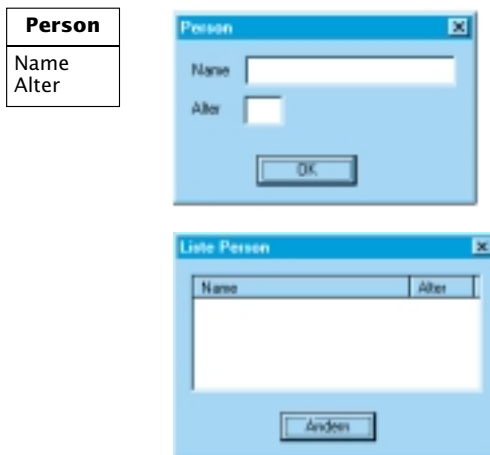 Person
Name
Alter
Person
Name
Alter
OK
Liste Person
Name Alter
Ändern